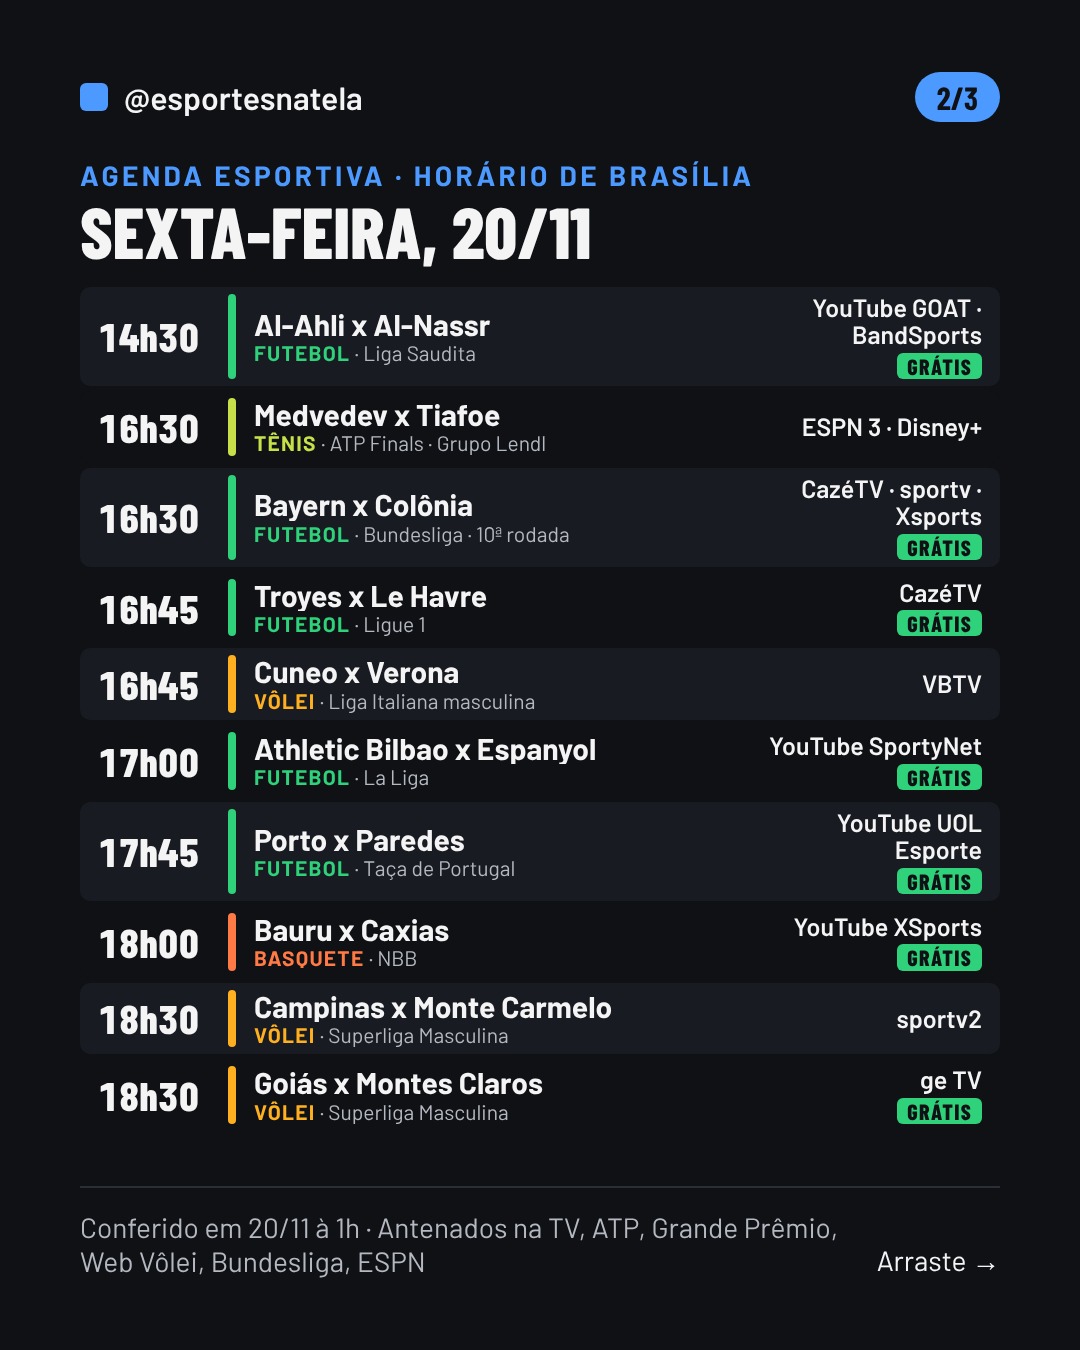 @esportesnatela
2/3
AGENDA ESPORTIVA · HORÁRIO DE BRASÍLIA
SEXTA-FEIRA, 20/11
14h30
Al-Ahli x Al-Nassr
FUTEBOL · Liga Saudita
YouTube GOAT ·
BandSports
GRÁTIS
16h30
Medvedev x Tiafoe
TÊNIS · ATP Finals · Grupo Lendl
ESPN 3 · Disney+
16h30
Bayern x Colônia
FUTEBOL · Bundesliga · 10ª rodada
CazéTV · sportv ·
Xsports
GRÁTIS
16h45
Troyes x Le Havre
FUTEBOL · Ligue 1
CazéTV
GRÁTIS
16h45
Cuneo x Verona
VÔLEI · Liga Italiana masculina
VBTV
17h00
Athletic Bilbao x Espanyol
FUTEBOL · La Liga
YouTube SportyNet
GRÁTIS
17h45
Porto x Paredes
FUTEBOL · Taça de Portugal
YouTube UOL
Esporte
GRÁTIS
18h00
Bauru x Caxias
BASQUETE · NBB
YouTube XSports
GRÁTIS
18h30
Campinas x Monte Carmelo
VÔLEI · Superliga Masculina
sportv2
18h30
Goiás x Montes Claros
VÔLEI · Superliga Masculina
ge TV
GRÁTIS
Conferido em 20/11 à 1h · Antenados na TV, ATP, Grande Prêmio,
Web Vôlei, Bundesliga, ESPN
Arraste →